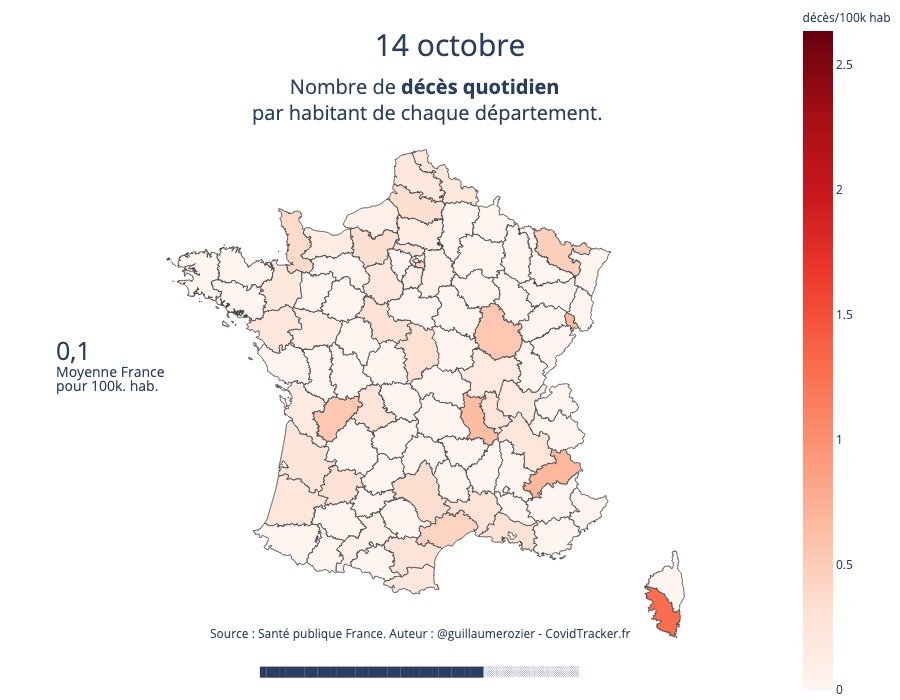 décès/100k hab
14 octobre
Nombre de décès quotidien
par habitant de chaque département.
2.5
2
1.5
1
0.5
0
0,1
Moyenne France
pour 100k. hab.
Source : Santé publique France. Auteur : @guillaumerozier - CovidTracker.fr